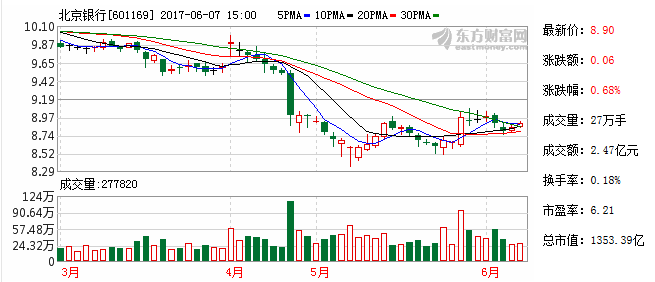 北京银行[601169] 2017-06-07 15:00 5PMA 10PMA 20PMA 30PMA
10.10
9.87
9.65
9.42
9.19
8.97
8.74
8.52
8.29
东方财富网
eastmoney.com
成交量:277820
124万
90.64万
57.48万
24.32万
0
3月 4月 5月 6月
最新价: 8.90
涨跌额: 0.06
涨跌幅: 0.68%
成交量: 27万手
成交额: 2.47亿元
换手率: 0.18%
市盈率: 6.21
总市值: 1353.39亿